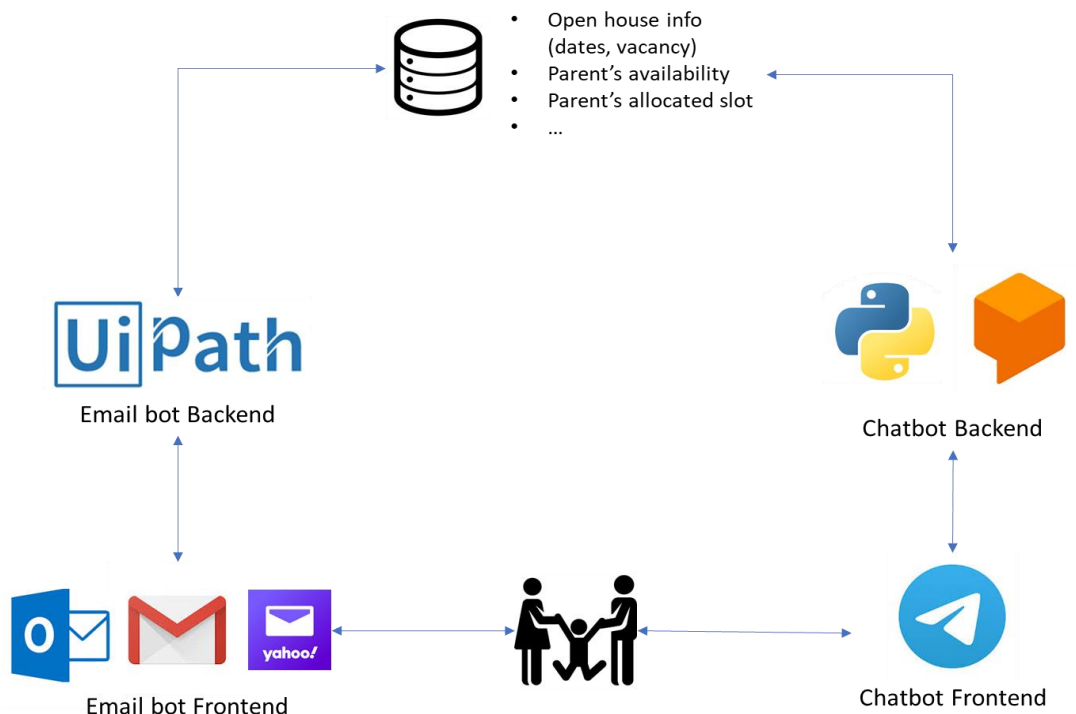 • Open house info
(dates, vacancy)
• Parent’s availability
• Parent’s allocated slot
• ...
UiPath
Email bot Backend
Chatbot Backend
O
yahoo!
Email bot Frontend
Chatbot Frontend